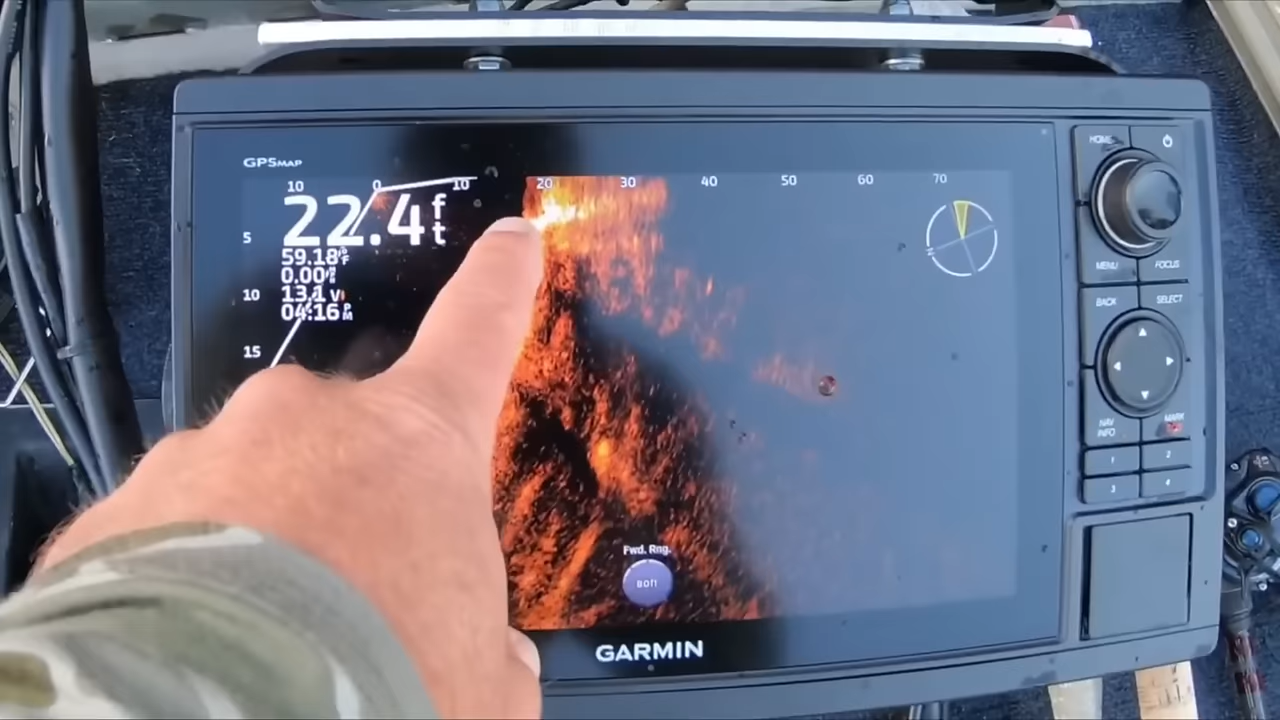 GPSMAP
10 0 10 20 30 40 50 60 70
22.4 ft
5
59.18°F
0.00
10
13.1 V
04:16 PM
15
Fwd. Rng.
80ft
GARMIN
HOME
MENU
FOCUS
BACK
SELECT
NAV INFO
MARK
1
2
3
4